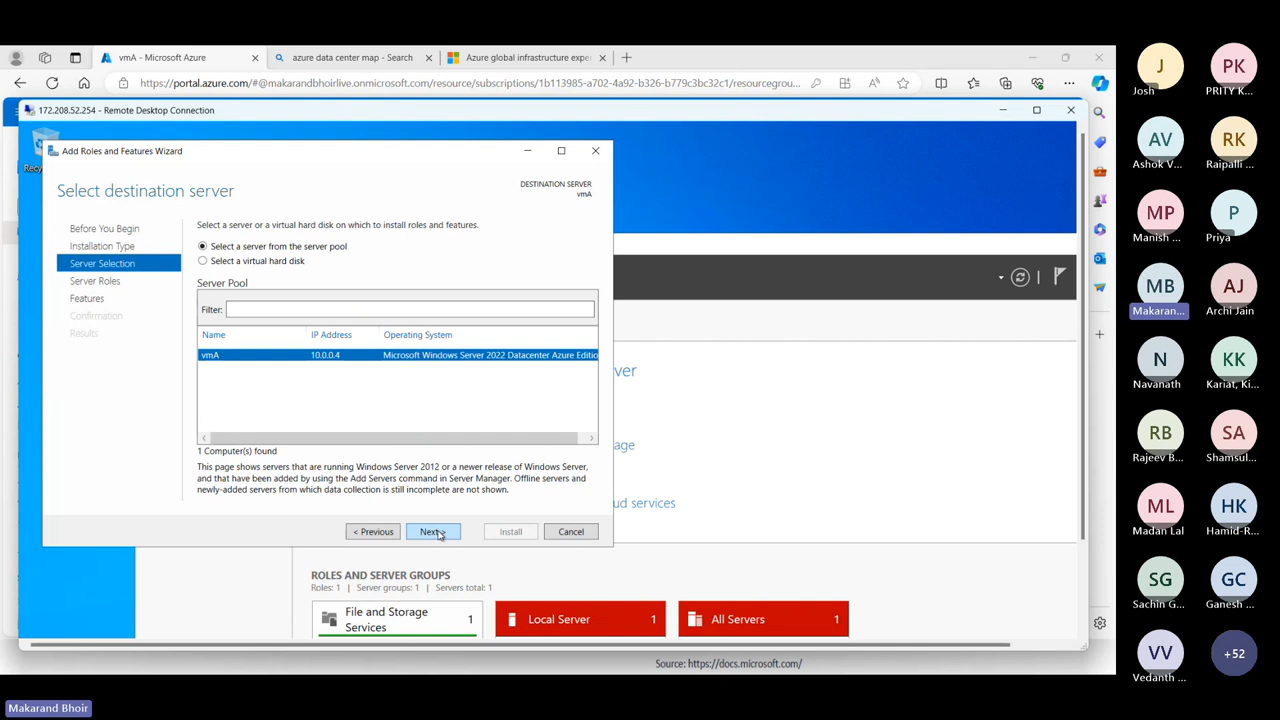 vmA - Microsoft Azure
azure data center map - Search
Azure global infrastructure expe
https://portal.azure.com/#@makarandbhoirlive.onmicrosoft.com/resource/subscriptions/1b113985-a702-4a92-b326-b779c3bc32c1/resourcegrou...
172.208.52.254 - Remote Desktop Connection
Recy
Add Roles and Features Wizard
Select destination server
DESTINATION SERVER
vmA
Before You Begin
Installation Type
Server Selection
Server Roles
Features
Confirmation
Results
Select a server or a virtual hard disk on which to install roles and features.
Select a server from the server pool
Select a virtual hard disk
Server Pool
Filter:
Name IP Address Operating System
vmA 10.0.0.4 Microsoft Windows Server 2022 Datacenter Azure Editio
1 Computer(s) found
This page shows servers that are running Windows Server 2012 or a newer release of Windows Server,
and that have been added by using the Add Servers command in Server Manager. Offline servers and
newly-added servers from which data collection is still incomplete are not shown.
< Previous Next > Install Cancel
ver
age
ud services
ROLES AND SERVER GROUPS
Roles: 1 | Server groups: 1 | Servers total: 1
File and Storage
Services
1
Local Server 1
All Servers 1
Source: https://docs.microsoft.com/
J
Josh
PK
PRITY K...
AV
Ashok V...
RK
Raipalli ...
MP
Manish ...
P
Priya
MB
Makaran...
AJ
Archi Jain
N
Navanath
KK
Kariat, Ki...
RB
Rajeev B...
SA
Shamsul...
ML
Madan Lal
HK
Hamid-R...
SG
Sachin G...
GC
Ganesh ...
VV
Vedanth ...
+52
Makarand Bhoir